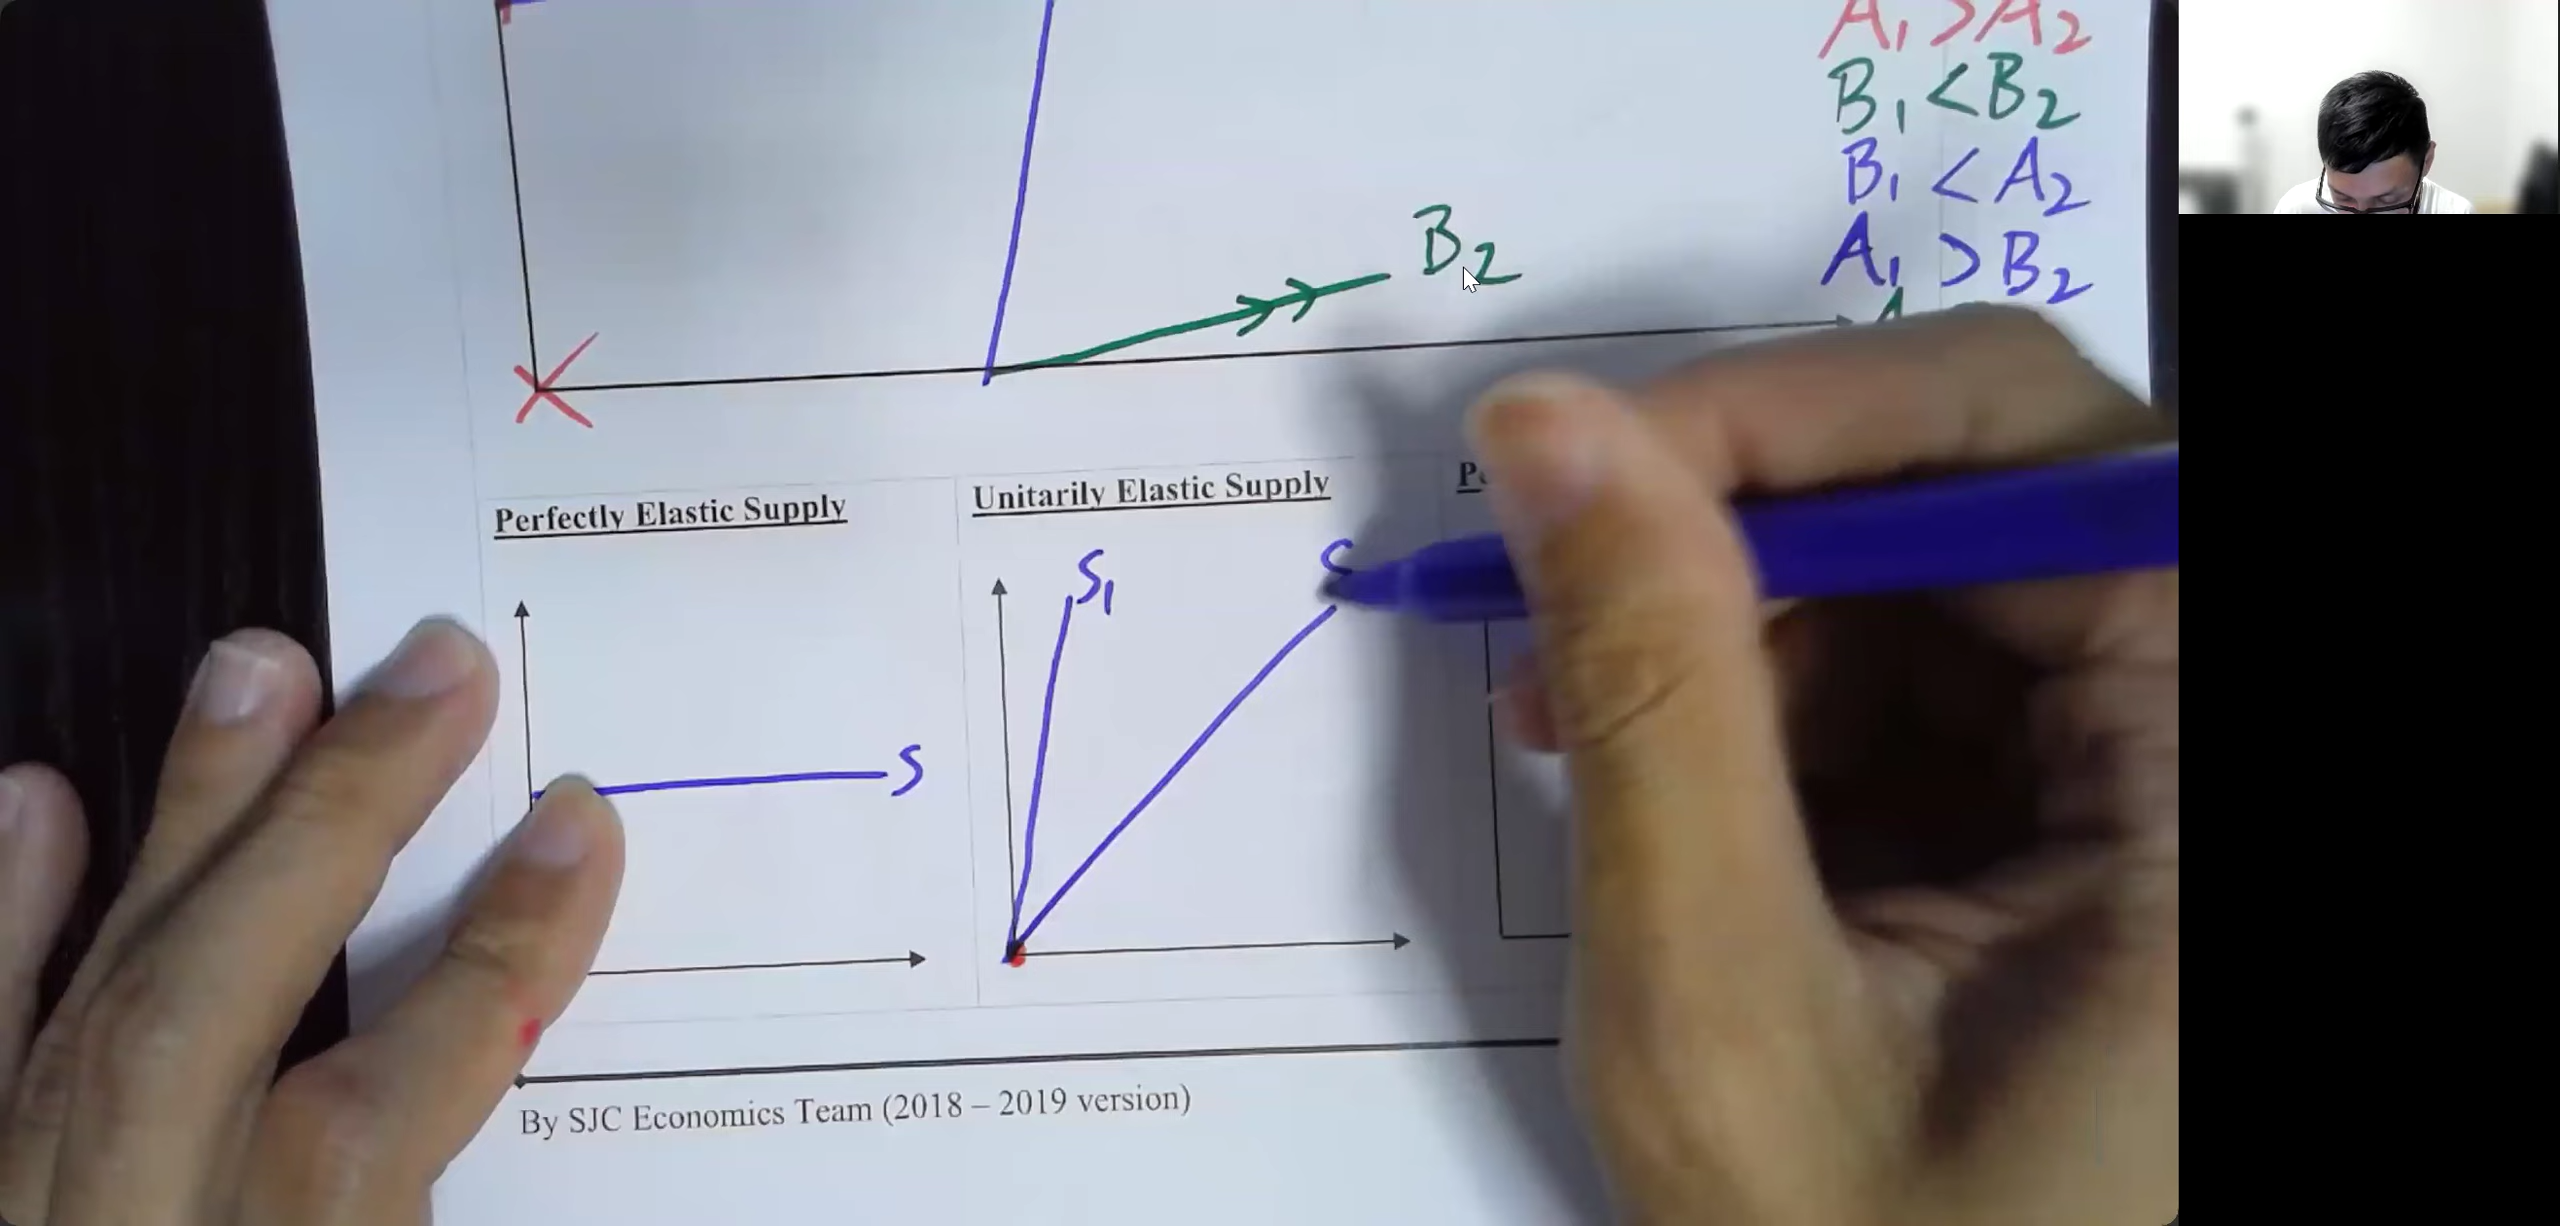 A₁ > A₂
B₁ < B₂
B₁ < A₂
A₁ > B₂
B₂
Perfectly Elastic Supply
Unitarily Elastic Supply
S
S₁
S
By SJC Economics Team (2018 – 2019 version)